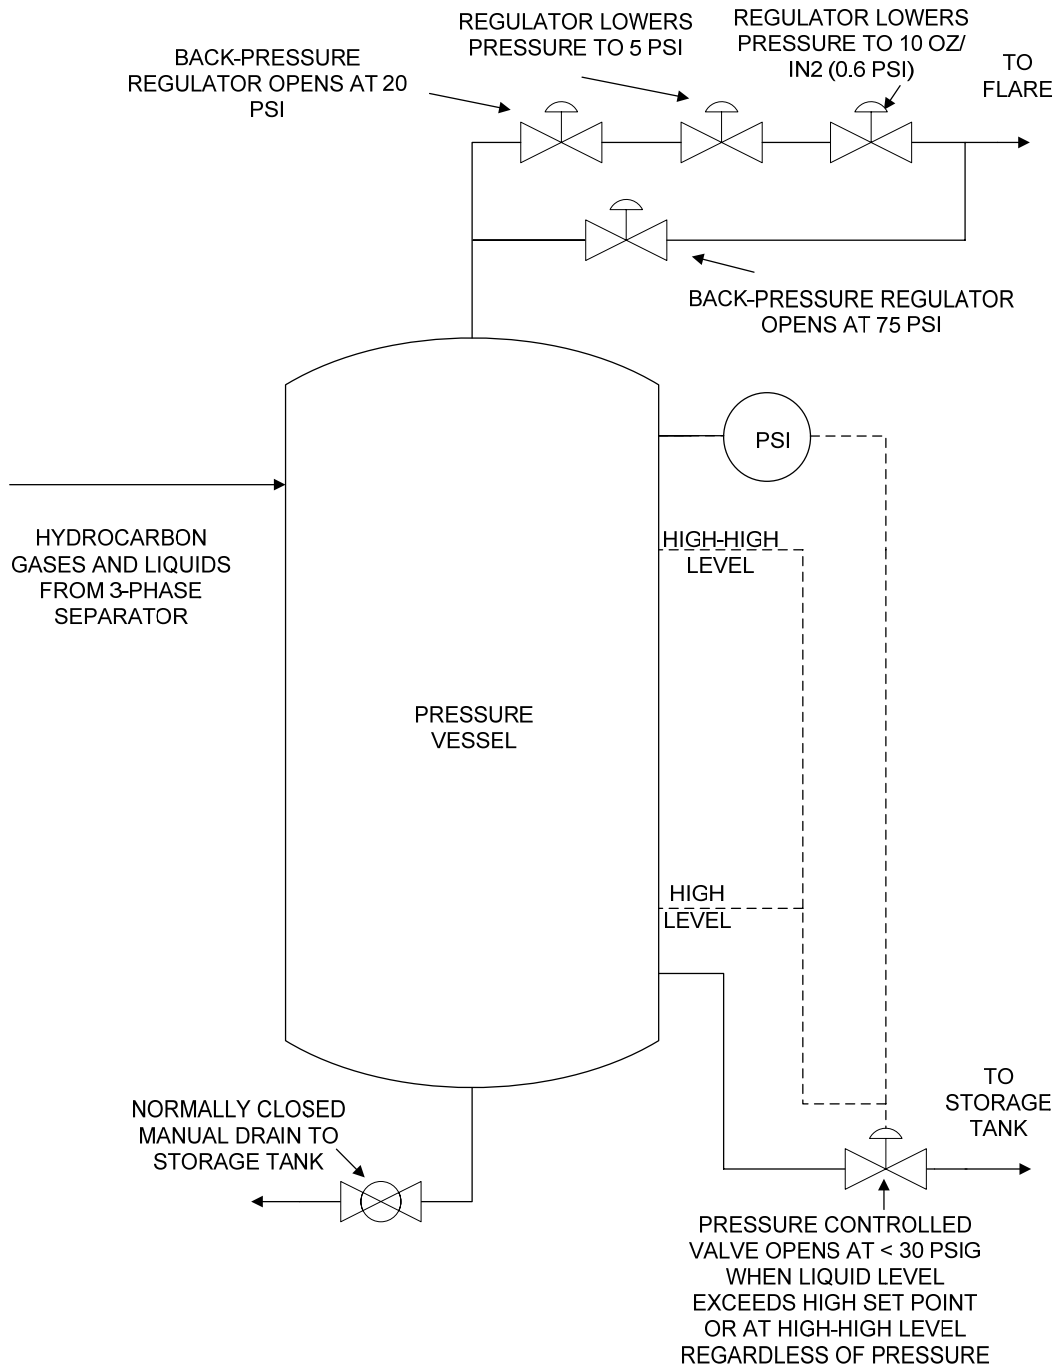 REGULATOR LOWERS
PRESSURE TO 5 PSI
REGULATOR LOWERS
PRESSURE TO 10 OZ/
IN2 (0.6 PSI)
BACK-PRESSURE
REGULATOR OPENS AT 20
PSI
TO
FLARE
BACK-PRESSURE REGULATOR
OPENS AT 75 PSI
PSI
HYDROCARBON
GASES AND LIQUIDS
FROM 3-PHASE
SEPARATOR
HIGH-HIGH
LEVEL
PRESSURE
VESSEL
HIGH
LEVEL
NORMALLY CLOSED
MANUAL DRAIN TO
STORAGE TANK
TO
STORAGE
TANK
PRESSURE CONTROLLED
VALVE OPENS AT < 30 PSIG
WHEN LIQUID LEVEL
EXCEEDS HIGH SET POINT
OR AT HIGH-HIGH LEVEL
REGARDLESS OF PRESSURE